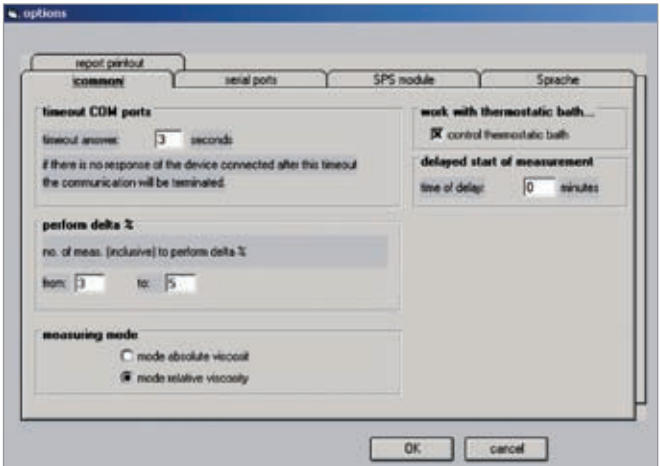 options
report printout
common
serial ports
SPS module
Sprache
timeout COM ports
timeout answer: 3 seconds
if there is no response of the device connected after this timeout
the communication will be terminated.
perform delta %
no. of meas. (inclusive) to perform delta %
from: 3 to: 5
measuring mode
mode absolute viscosit
mode relative viscosity
work with thermostatic bath...
control thermostatic bath
delayed start of measurement
time of delay: 0 minutes
OK
cancel